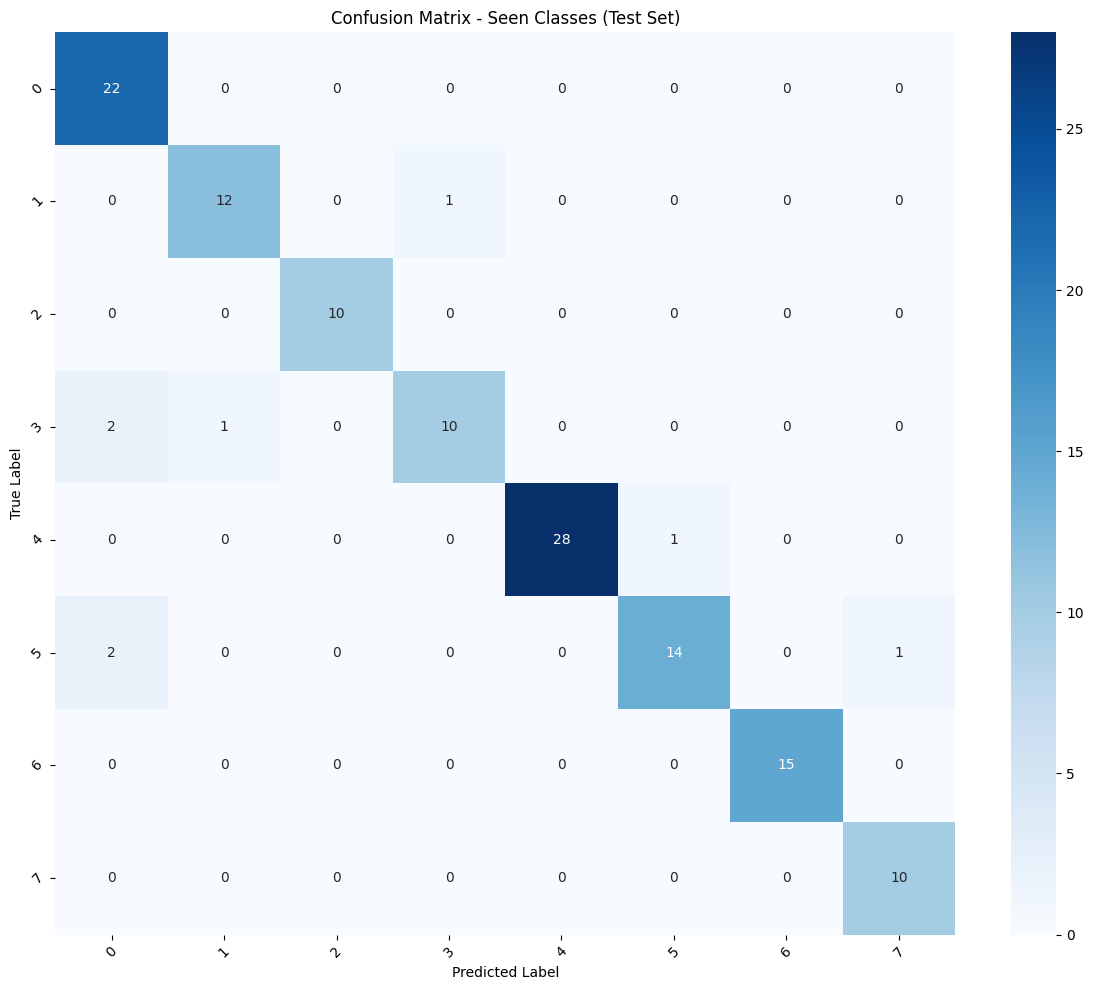 Confusion Matrix - Seen Classes (Test Set)
0 22 0 0 0 0 0 0 0
1 0 12 0 1 0 0 0 0
2 0 0 10 0 0 0 0 0
3 2 1 0 10 0 0 0 0
4 0 0 0 0 28 1 0 0
5 2 0 0 0 0 14 0 1
6 0 0 0 0 0 0 15 0
7 0 0 0 0 0 0 0 10
0 1 2 3 4 5 6 7
True Label
Predicted Label
25
20
15
10
5
0